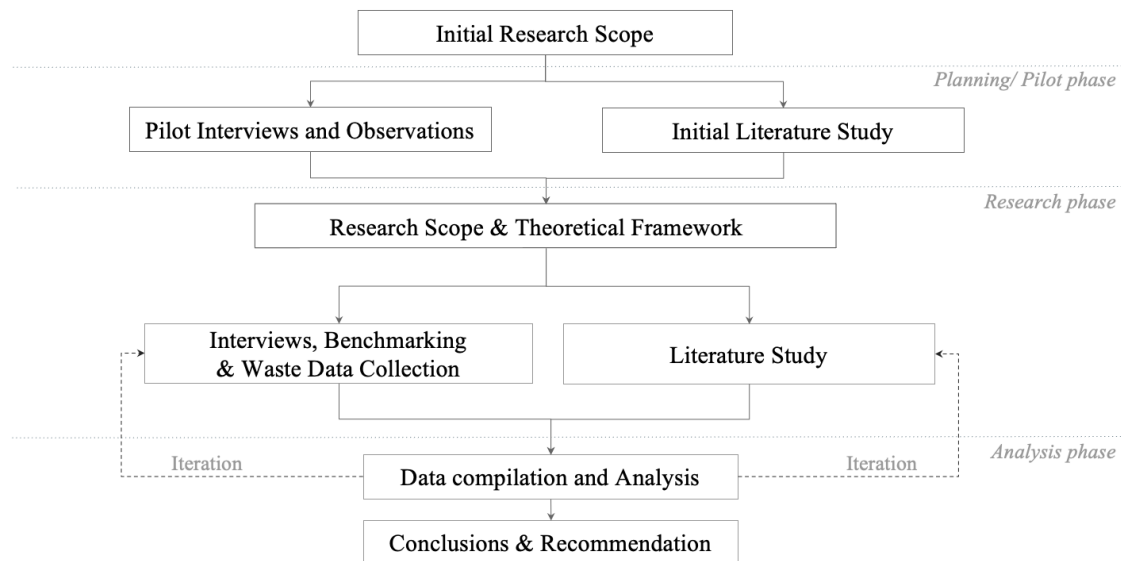 Initial Research Scope
Planning/ Pilot phase
Pilot Interviews and Observations
Initial Literature Study
Research phase
Research Scope & Theoretical Framework
Interviews, Benchmarking
& Waste Data Collection
Literature Study
Analysis phase
Iteration
Iteration
Data compilation and Analysis
Conclusions & Recommendation